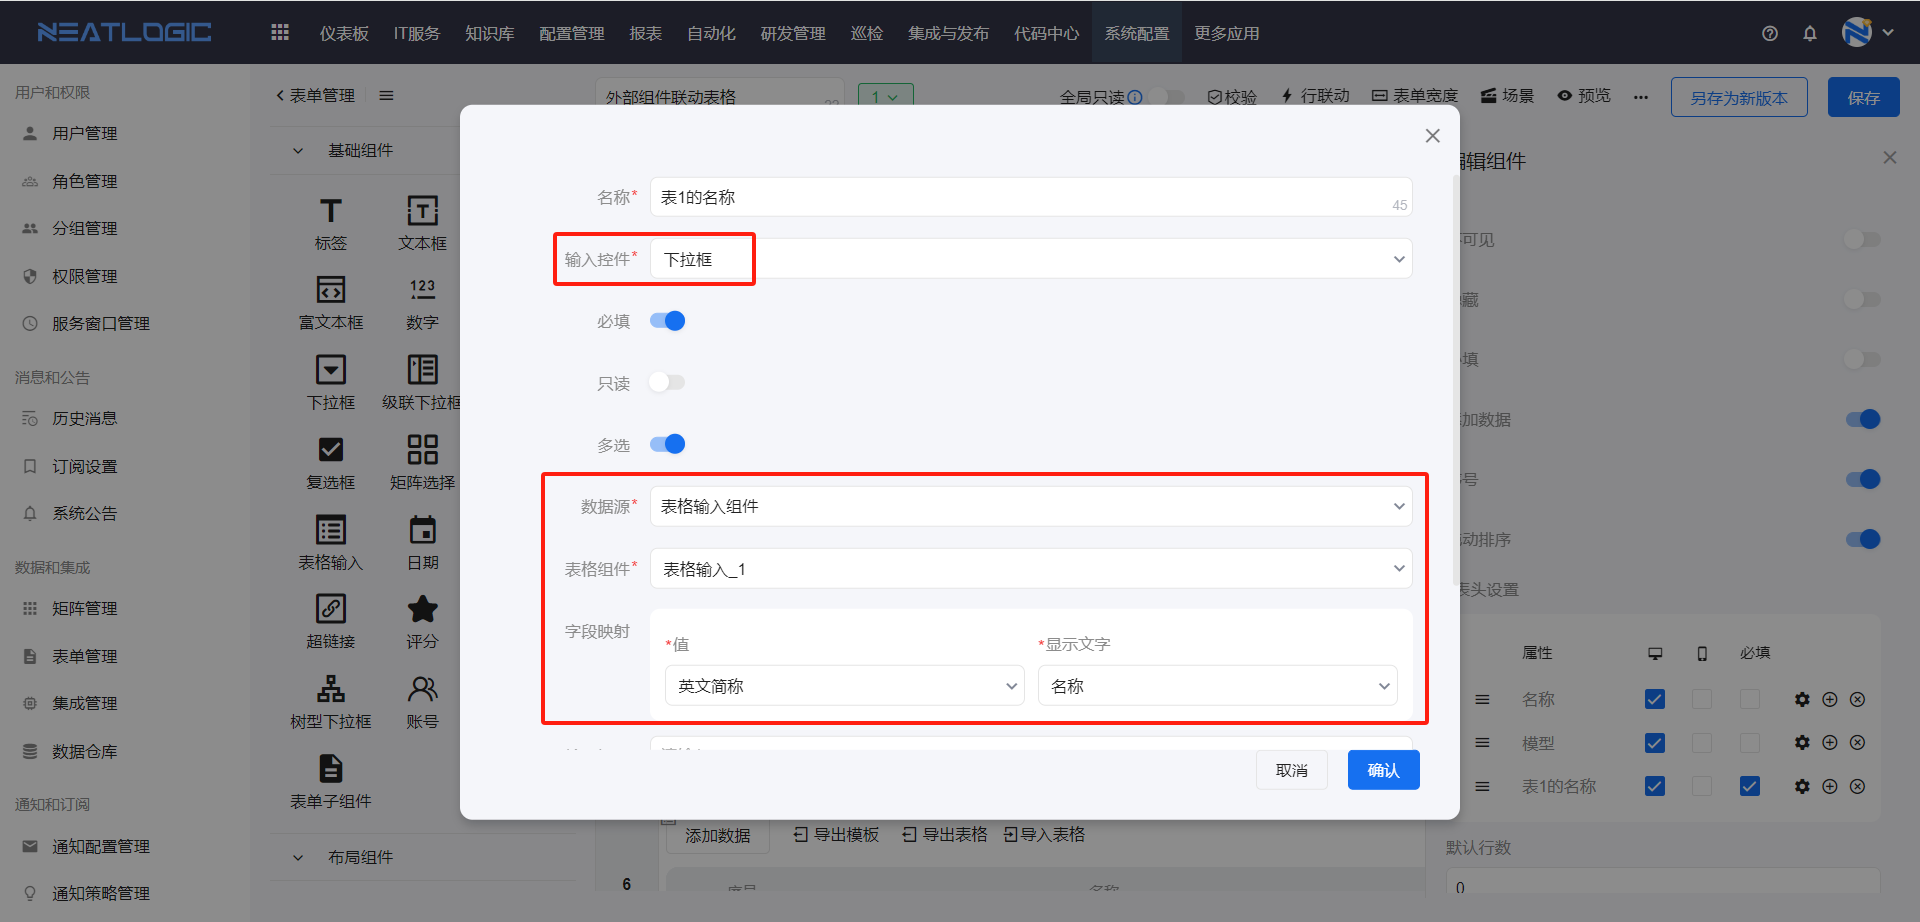 NEATLOGIC
仪表板 IT服务 知识库 配置管理 报表 自动化 研发管理 巡检 集成与发布 代码中心 系统配置 更多应用
用户和权限
用户管理
角色管理
分组管理
权限管理
服务窗口管理
消息和公告
历史消息
订阅设置
系统公告
数据和集成
矩阵管理
表单管理
集成管理
数据仓库
通知和订阅
通知配置管理
通知策略管理
表单管理
外部组件联动表格
1
全局只读 校验 行联动 表单宽度 场景 预览 ... 另存为新版本 保存
基础组件
标签 文本框
富文本框 数字
下拉框 级联下拉框
复选框 矩阵选择
表格输入 日期
超链接 评分
树型下拉框 账号
表单子组件
布局组件
名称* 表1的名称 45
输入控件* 下拉框
必填
只读
多选
数据源* 表格输入组件
表格组件* 表格输入_1
字段映射
*值 *显示文字
英文简称 名称
取消 确认
添加数据 导出模板 导出表格 导入表格
6
辑组件
可见
藏
填
加数据
号
动排序
表头设置
属性 必填
名称
模型
表1的名称
默认行数
0